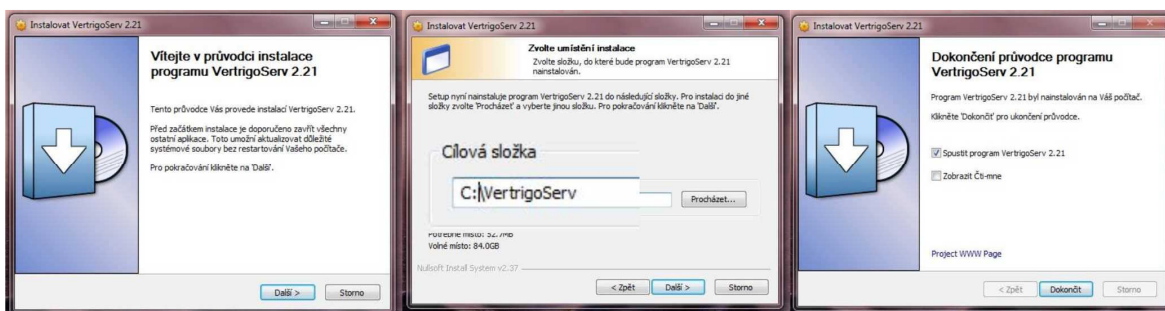 Instalovat VertrigoServ 2.21
Vítejte v průvodci instalace
programu VertrigoServ 2.21
Tento průvodce Vás provede instalací VertrigoServ 2.21.
Před začátkem instalace je doporučeno zavřít všechny
ostatní aplikace. Toto umožní aktualizovat důležité
systémové soubory bez restartování Vašeho počítače.
Pro pokračování klikněte na 'Další'.
Další >
Storno
Instalovat VertrigoServ 2.21
Zvolte umístění instalace
Zvolte složku, do které bude program VertrigoServ 2.21
nainstalován.
Setup nyní nainstaluje program VertrigoServ 2.21 do následující složky. Pro instalaci do jiné
složky zvolte 'Procházet' a vyberte jinou složku. Pro pokračování klikněte na 'Další'.
Cílová složka
C:\VertrigoServ
Procházet...
Potřebné místo: 52.7MB
Volné místo: 84.0GB
Nullsoft Install System v2.37
< Zpět
Další >
Storno
Instalovat VertrigoServ 2.21
Dokončení průvodce programu
VertrigoServ 2.21
Program VertrigoServ 2.21 byl nainstalován na Váš počítač.
Klikněte 'Dokončit' pro ukončení průvodce.
Spustit program VertrigoServ 2.21
Zobrazit Čti-mne
Project WWW Page
< Zpět
Dokončit
Storno